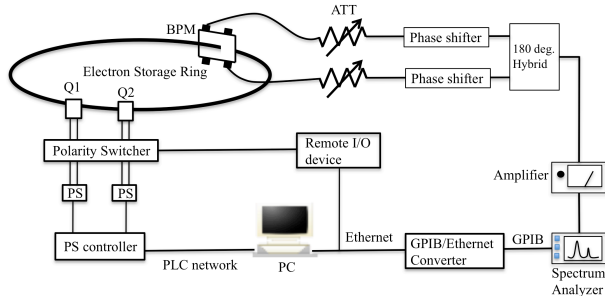 ATT
BPM
Phase shifter
180 deg.
Hybrid
Electron Storage Ring
Phase shifter
Q1
Q2
Polarity Switcher
Remote I/O
device
Amplifier
PS
PS
PS controller
Ethernet
GPIB/Ethernet
Converter
GPIB
PLC network
PC
Spectrum
Analyzer